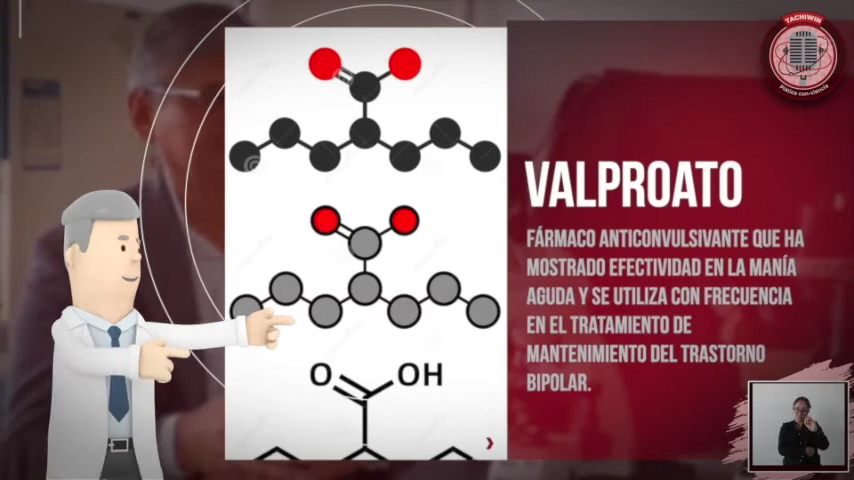 TACHIWIN
Plática con-ciencia
VALPROATO
FÁRMACO ANTICONVULSIVANTE QUE HA
MOSTRADO EFECTIVIDAD EN LA MANÍA
AGUDA Y SE UTILIZA CON FRECUENCIA
EN EL TRATAMIENTO DE
MANTENIMIENTO DEL TRASTORNO
BIPOLAR.
O OH